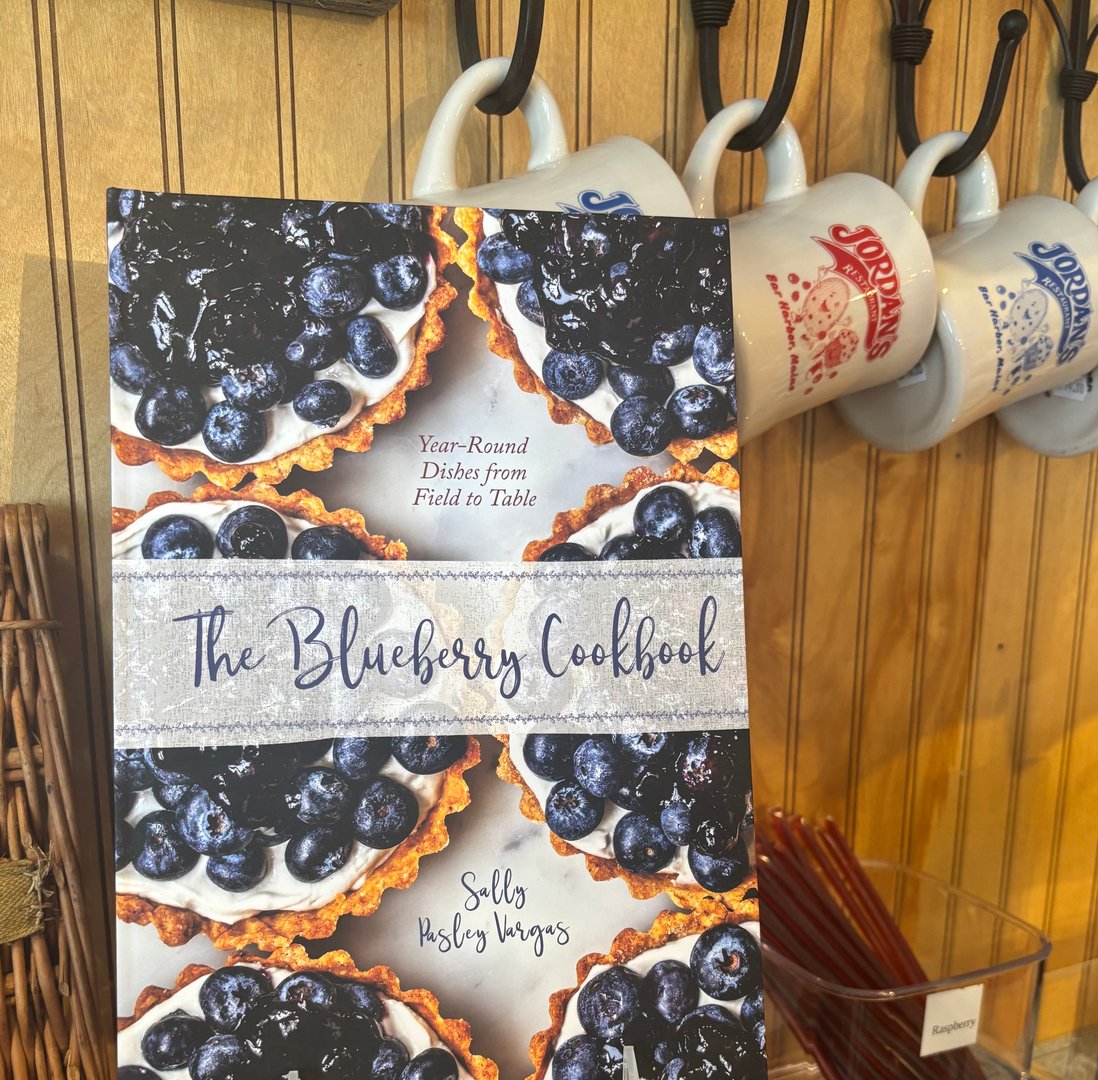 Year-Round
Dishes from
Field to Table
The Blueberry Cookbook
Sally
Pasley Vargas
JO
JORDAN'S
RESTAURANT
Bar Harbor, Maine
JORDAN'S
RESTAURANT
Bar Harbor, Maine
Raspberry